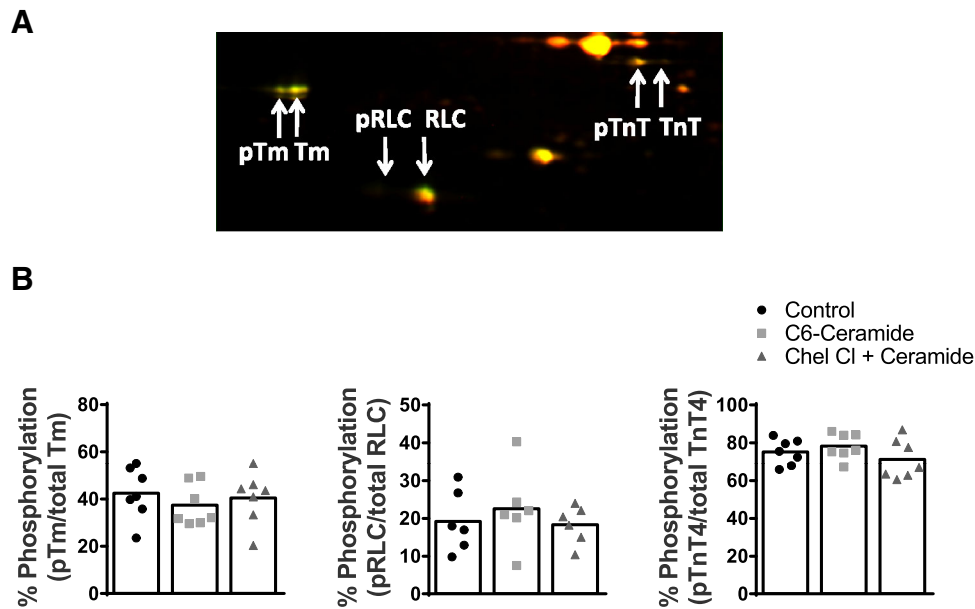 A
pRLC RLC
pTnT TnT
pTm Tm
B
Control
C6-Ceramide
Chel Cl + Ceramide
% Phosphorylation
(pTm/total Tm)
80
60
40
20
0
% Phosphorylation
(pRLC/total RLC)
50
40
30
20
10
0
% Phosphorylation
(pTnT4/total TnT4)
100
80
60
40
20
0